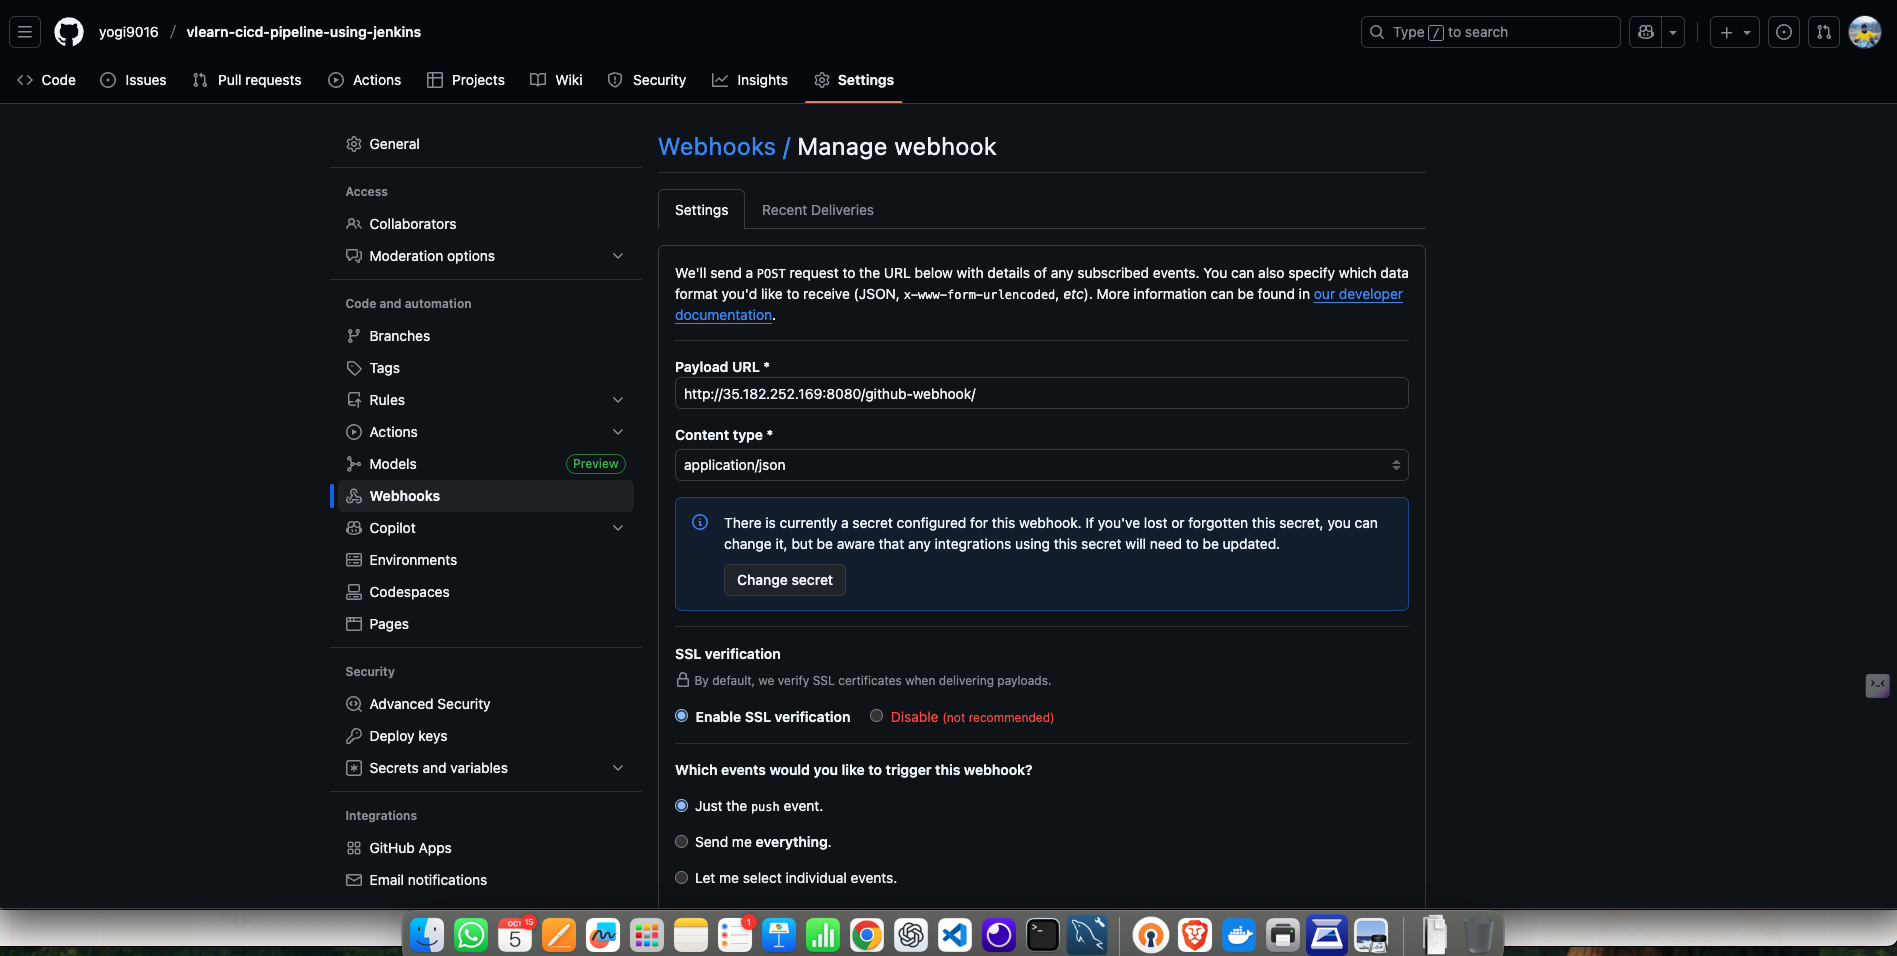 yogi9016 / vlearn-cicd-pipeline-using-jenkins
Type / to search
Code Issues Pull requests Actions Projects Wiki Security Insights Settings
General
Access
Collaborators
Moderation options
Code and automation
Branches
Tags
Rules
Actions
Models Preview
Webhooks
Copilot
Environments
Codespaces
Pages
Security
Advanced Security
Deploy keys
Secrets and variables
Integrations
GitHub Apps
Email notifications
Webhooks / Manage webhook
Settings Recent Deliveries
We'll send a POST request to the URL below with details of any subscribed events. You can also specify which data
format you'd like to receive (JSON, x-www-form-urlencoded, etc). More information can be found in our developer
documentation.
Payload URL *
http://35.182.252.169:8080/github-webhook/
Content type *
application/json
There is currently a secret configured for this webhook. If you've lost or forgotten this secret, you can
change it, but be aware that any integrations using this secret will need to be updated.
Change secret
SSL verification
By default, we verify SSL certificates when delivering payloads.
Enable SSL verification Disable (not recommended)
Which events would you like to trigger this webhook?
Just the push event.
Send me everything.
Let me select individual events.
OCT 15
5
1